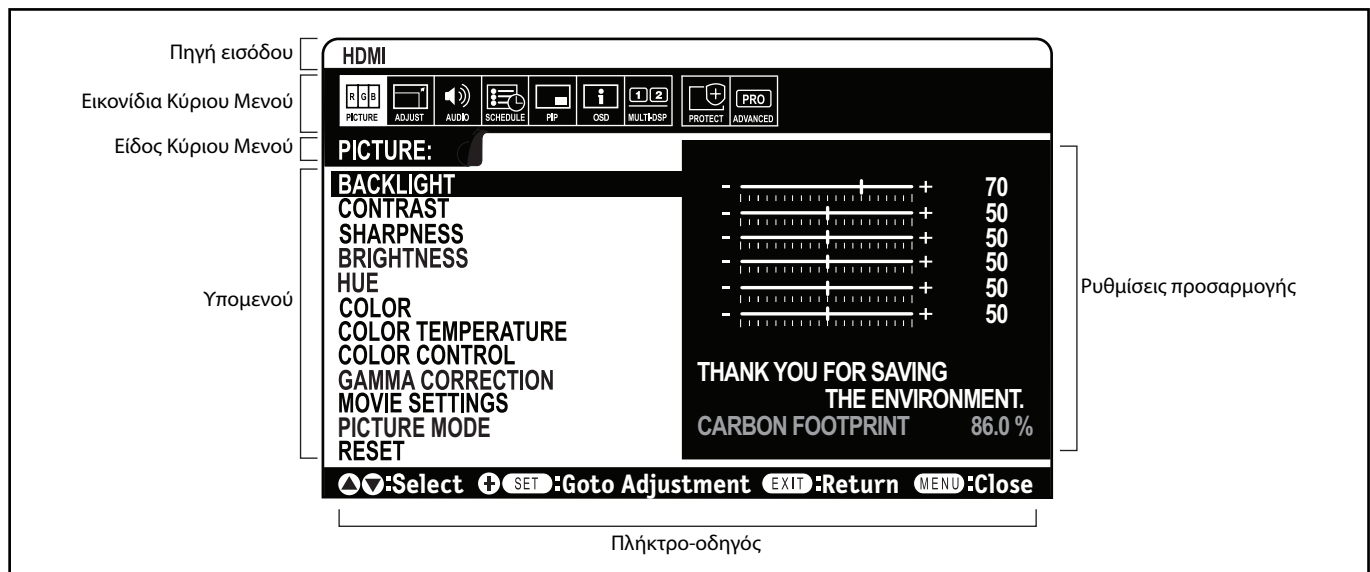 Πηγή εισόδου
HDMI
Εικονίδια Κύριου Μενού
R G B
PICTURE
ADJUST
AUDIO
SCHEDULE
PIP
OSD
1 2
MULTI-DSP
PROTECT
PRO
ADVANCED
Είδος Κύριου Μενού
PICTURE:
Υπομενού
BACKLIGHT - + 70
CONTRAST - + 50
SHARPNESS - + 50
BRIGHTNESS - + 50
HUE - + 50
COLOR - + 50
COLOR TEMPERATURE
COLOR CONTROL
GAMMA CORRECTION
MOVIE SETTINGS
PICTURE MODE
RESET
THANK YOU FOR SAVING
THE ENVIRONMENT.
CARBON FOOTPRINT 86.0 %
Ρυθμίσεις προσαρμογής
:Select + SET :Goto Adjustment EXIT :Return MENU :Close
Πλήκτρο-οδηγός